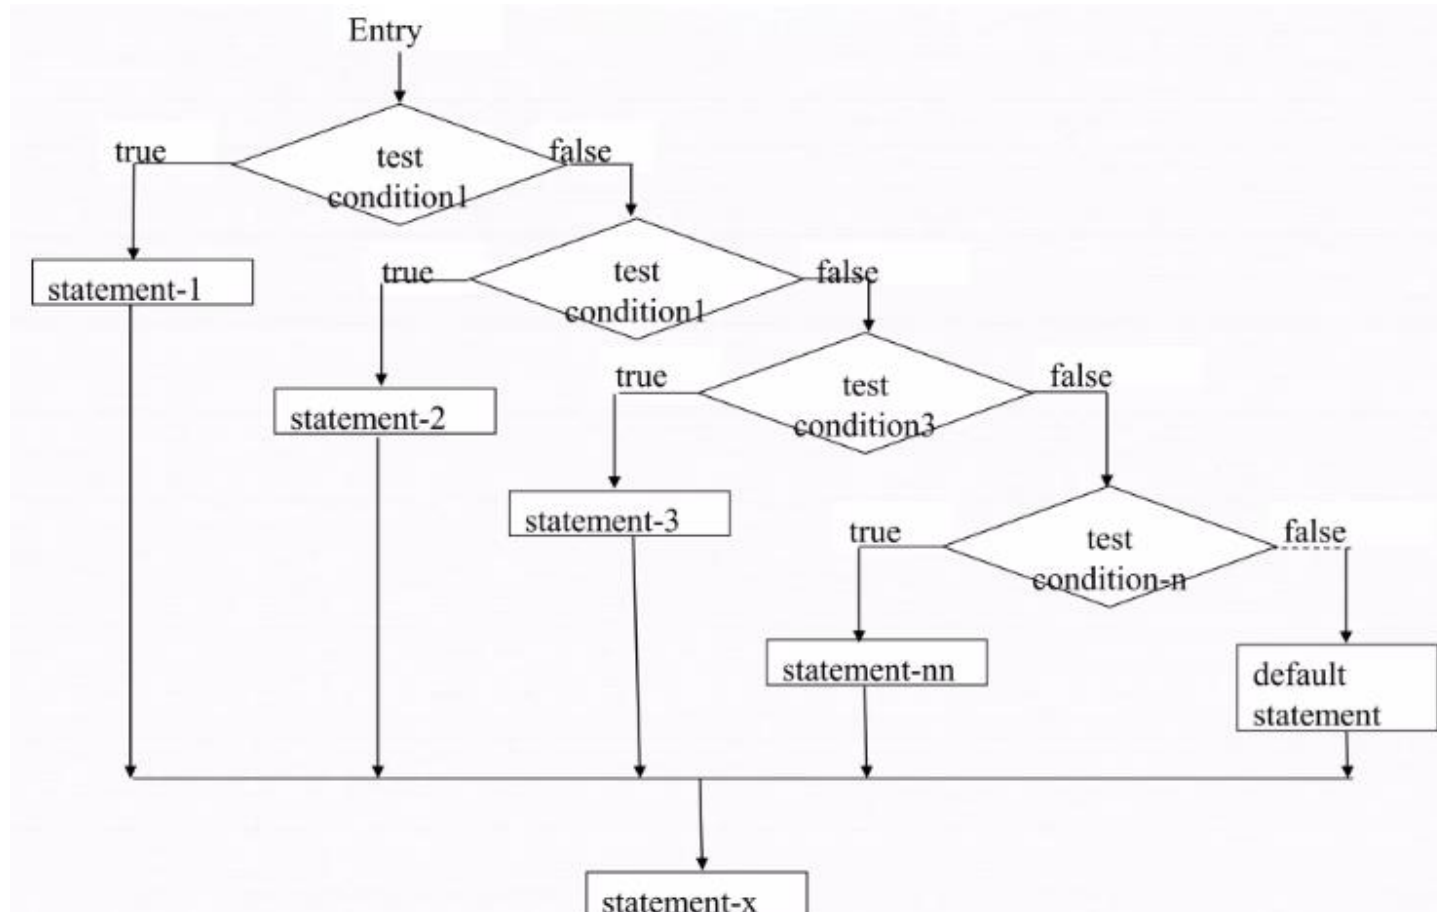 Entry
true
test
condition1
false
statement-1
true
test
condition1
false
statement-2
true
test
condition3
false
statement-3
true
test
condition-n
false
statement-nn
default
statement
statement-x